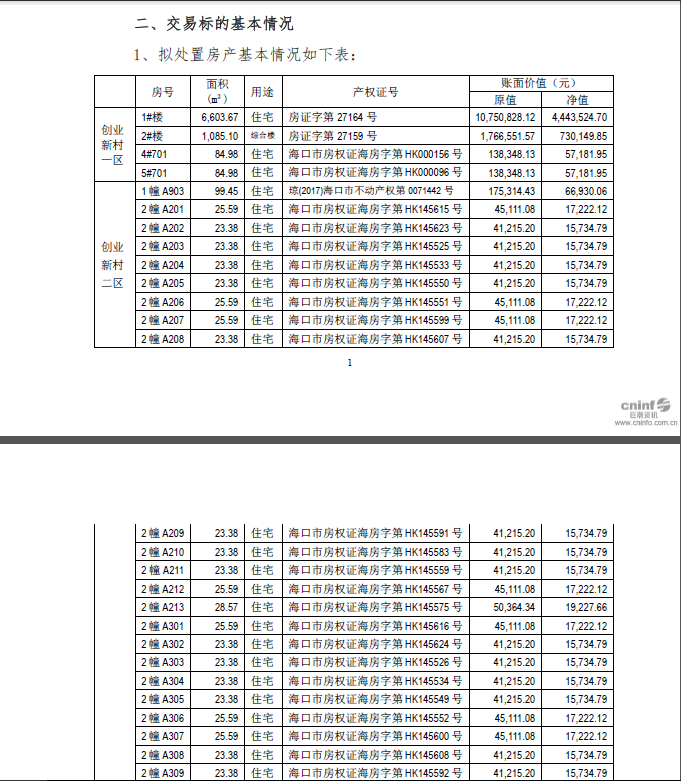 二、交易标的基本情况
1、拟处置房产基本情况如下表：
房号 面积（㎡） 用途 产权证号 账面价值（元）
原值 净值
创业新村一区
1#楼 6,603.67 住宅 房证字第 27164 号 10,750,828.12 4,443,524.70
2#楼 1,085.10 综合楼 房证字第 27159 号 1,766,551.57 730,149.85
4#701 84.98 住宅 海口市房权证海房字第 HK000156 号 138,348.13 57,181.95
5#701 84.98 住宅 海口市房权证海房字第 HK000096 号 138,348.13 57,181.95
创业新村二区
1 幢 A903 99.45 住宅 琼(2017)海口市不动产权第 0071442 号 175,314.43 66,930.06
2 幢 A201 25.59 住宅 海口市房权证海房字第 HK145615 号 45,111.08 17,222.12
2 幢 A202 23.38 住宅 海口市房权证海房字第 HK145623 号 41,215.20 15,734.79
2 幢 A203 23.38 住宅 海口市房权证海房字第 HK145525 号 41,215.20 15,734.79
2 幢 A204 23.38 住宅 海口市房权证海房字第 HK145533 号 41,215.20 15,734.79
2 幢 A205 23.38 住宅 海口市房权证海房字第 HK145550 号 41,215.20 15,734.79
2 幢 A206 25.59 住宅 海口市房权证海房字第 HK145551 号 45,111.08 17,222.12
2 幢 A207 25.59 住宅 海口市房权证海房字第 HK145599 号 45,111.08 17,222.12
2 幢 A208 23.38 住宅 海口市房权证海房字第 HK145607 号 41,215.20 15,734.79
1
cninf
巨潮资讯
www.cninfo.com.cn
2 幢 A209 23.38 住宅 海口市房权证海房字第 HK145591 号 41,215.20 15,734.79
2 幢 A210 23.38 住宅 海口市房权证海房字第 HK145583 号 41,215.20 15,734.79
2 幢 A211 23.38 住宅 海口市房权证海房字第 HK145559 号 41,215.20 15,734.79
2 幢 A212 25.59 住宅 海口市房权证海房字第 HK145567 号 45,111.08 17,222.12
2 幢 A213 28.57 住宅 海口市房权证海房字第 HK145575 号 50,364.34 19,227.66
2 幢 A301 25.59 住宅 海口市房权证海房字第 HK145616 号 45,111.08 17,222.12
2 幢 A302 23.38 住宅 海口市房权证海房字第 HK145624 号 41,215.20 15,734.79
2 幢 A303 23.38 住宅 海口市房权证海房字第 HK145526 号 41,215.20 15,734.79
2 幢 A304 23.38 住宅 海口市房权证海房字第 HK145534 号 41,215.20 15,734.79
2 幢 A305 23.38 住宅 海口市房权证海房字第 HK145549 号 41,215.20 15,734.79
2 幢 A306 25.59 住宅 海口市房权证海房字第 HK145552 号 45,111.08 17,222.12
2 幢 A307 25.59 住宅 海口市房权证海房字第 HK145600 号 45,111.08 17,222.12
2 幢 A308 23.38 住宅 海口市房权证海房字第 HK145608 号 41,215.20 15,734.79
2 幢 A309 23.38 住宅 海口市房权证海房字第 HK145592 号 41,215.20 15,734.79